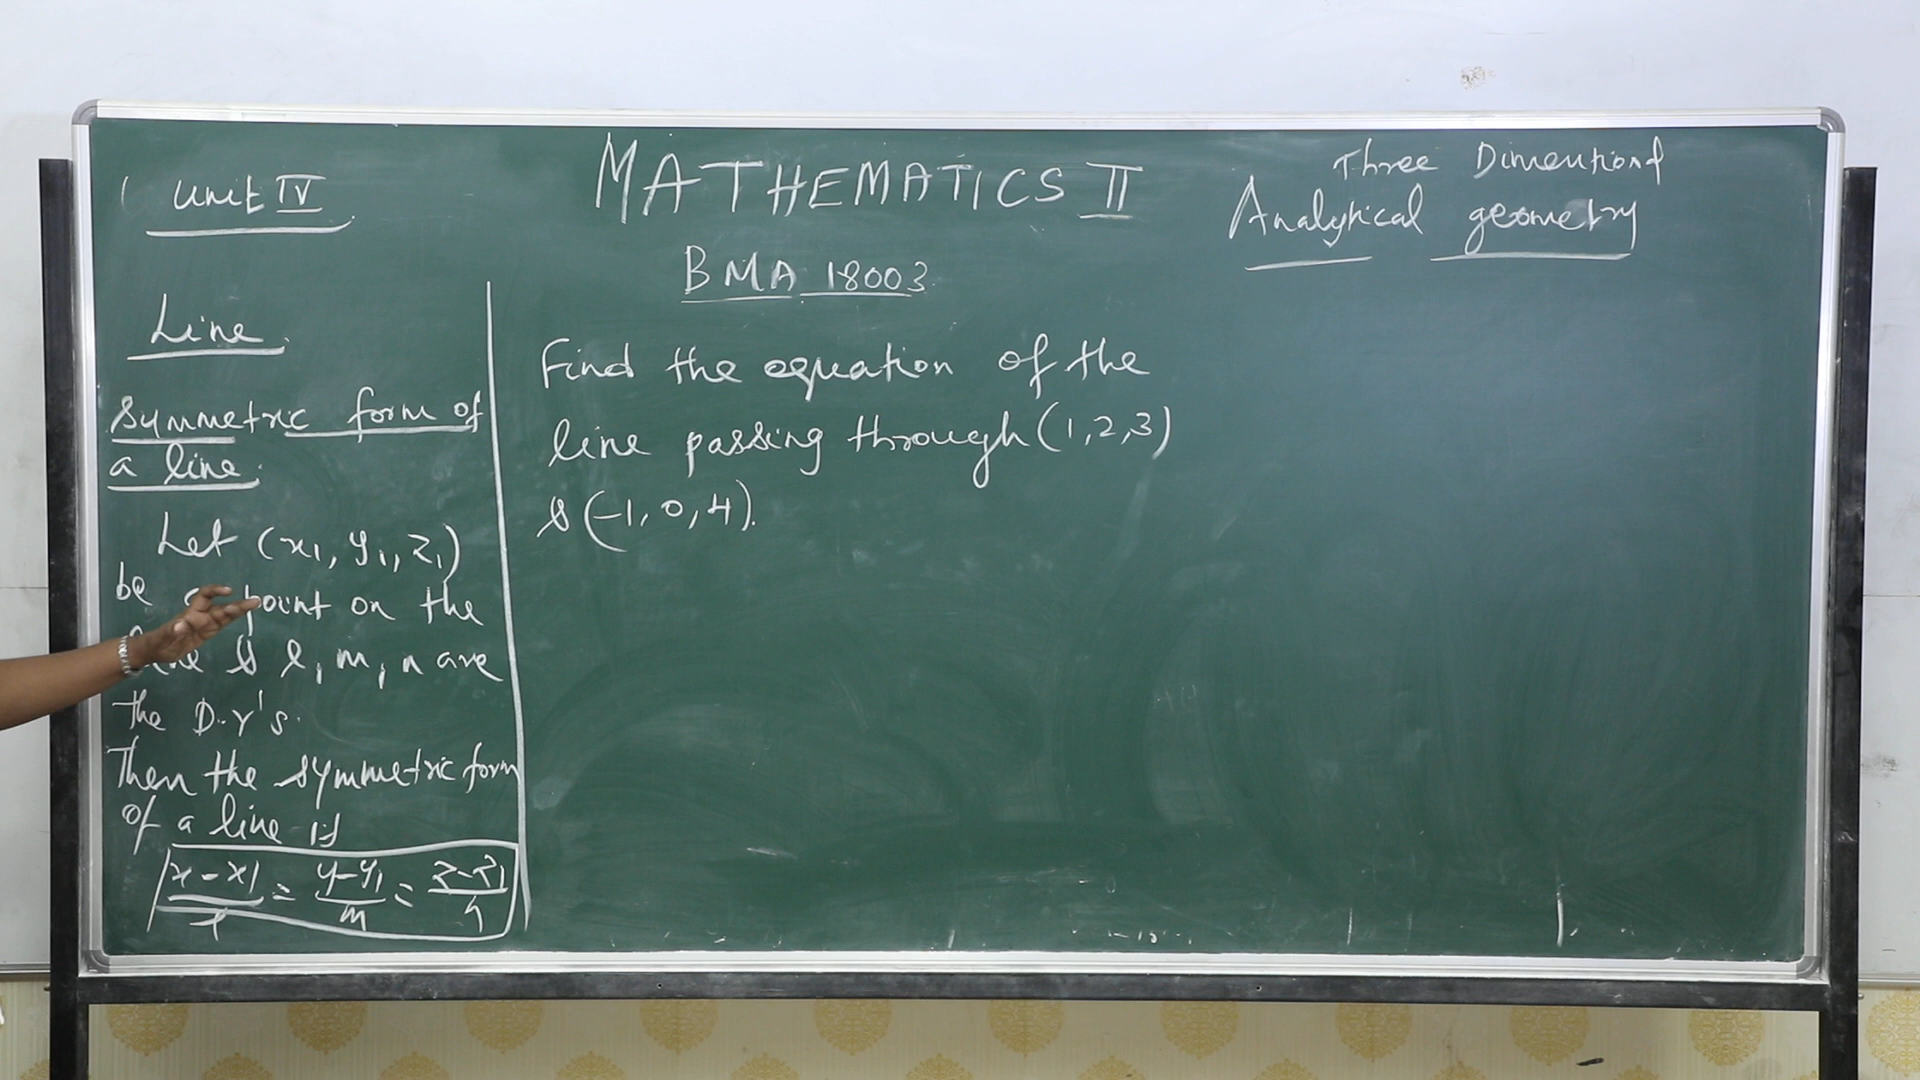 Unit IV
MATHEMATICS II
BMA 18003
Three Dimentional
Analytical geometry
Line.
Symmetric form of
a line.
Let (x₁, y₁, z₁)
be a point on the
line & l, m, n are
the D.r's.
Then the symmetric form
of a line is
x - x₁ / l = y - y₁ / m = z - z₁ / n
Find the equation of the
line passing through (1,2,3)
& (-1, 0, 4).